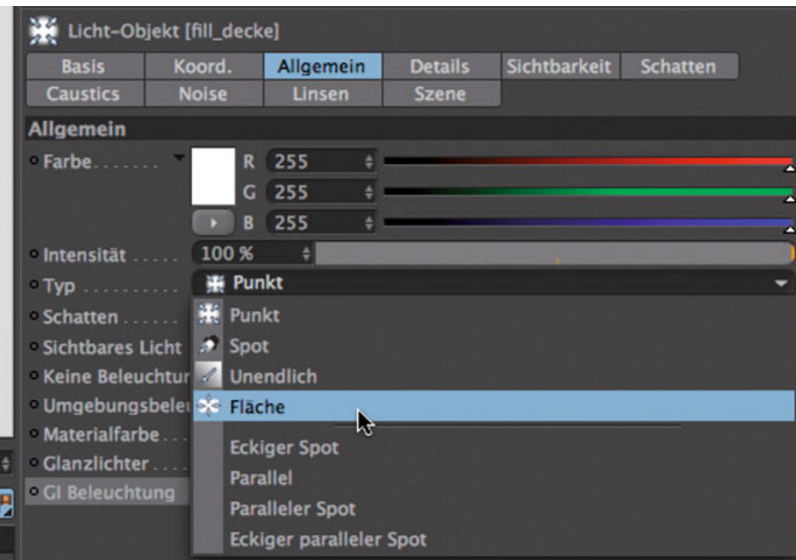 Licht-Objekt [fill_decke]
Basis Koord. Allgemein Details Sichtbarkeit Schatten
Caustics Noise Linsen Szene
Allgemein
Farbe....... R 255
G 255
B 255
Intensität ..... 100 %
Typ .......... Punkt
Schatten ...... Punkt
Sichtbares Licht Spot
Keine Beleuchtun Unendlich
Umgebungsbeleu Fläche
Materialfarbe ...
Glanzlichter .... Eckiger Spot
GI Beleuchtung . Parallel
Paralleler Spot
Eckiger paralleler Spot